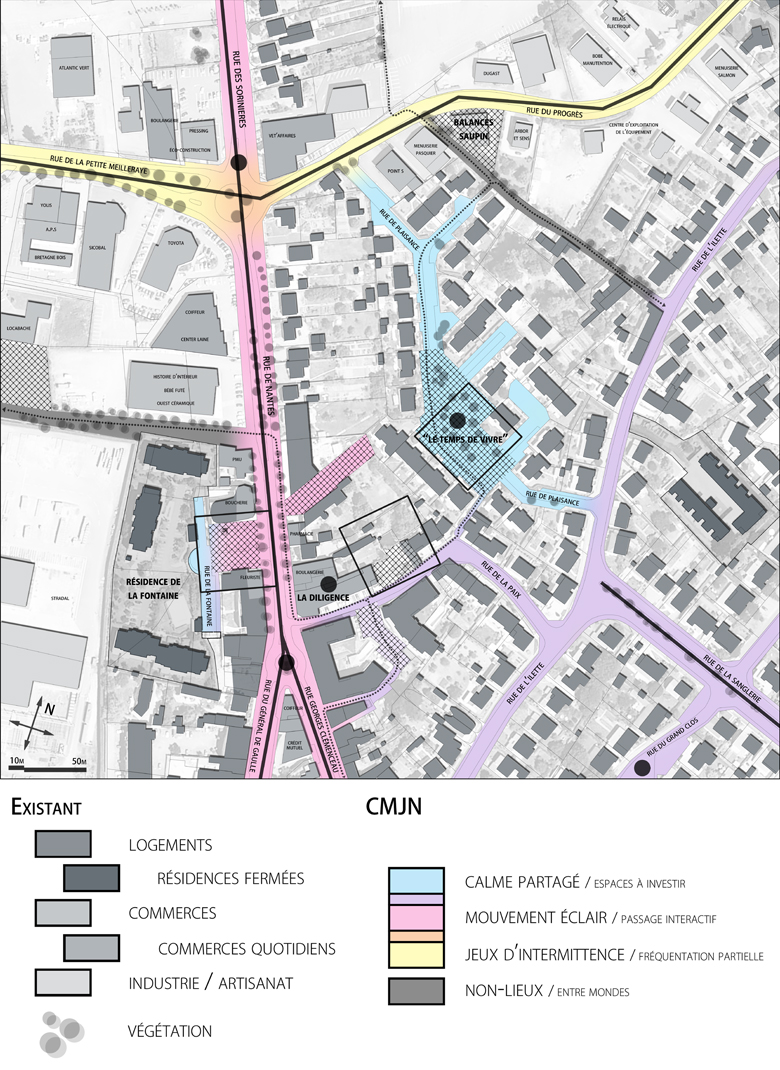 RELAIS
ÉLECTRIQUE
ATLANTIC VERT
RUE DES SORINIÈRES
BOBE
MANUTENTION
DUGAST
MENUISERIE
SALMON
RUE DU PROGRÈS
BOULANGERIE
PRESSING
ECO-CONSTRUCTION
VET'AFFAIRES
BALANCES
SAUPIN
ARBOR
ET SENS
CENTRE D'EXPLOITATION
DE L'ÉQUIPEMENT
MENUISERIE
PASQUIER
RUE DE LA PETITE MEILLERAYE
POINT S
YOLIS
A.P.S
BRETAGNE BOIS
SICOBAL
TOYOTA
RUE DE PLAISANCE
RUE DE L'ILETTE
LOCABACHE
COIFFEUR
CENTER LAINE
HISTOIRE D'INTERIEUR
BEBÉ FUTÉ
OUEST CÉRAMIQUE
RUE DE NANTES
"LE TEMPS DE VIVRE"
PMU
BOUCHERIE
RUE DE PLAISANCE
PHARMACIE
BOULANGERIE
FLEURISTE
RÉSIDENCE DE
LA FONTAINE
RUE DE LA FONTAINE
LA DILIGENCE
RUE DE LA PAIX
STRADAL
RUE DE L'ILETTE
RUE DE LA SANGLERIE
RUE DU GRAND CLOS
RUE DU GÉNÉRAL DE GAULLE
RUE GEORGES CLÉMENCEAU
COIFFEUR
CRÉDIT
MUTUEL
N
10M 50M
EXISTANT
LOGEMENTS
RÉSIDENCES FERMÉES
COMMERCES
COMMERCES QUOTIDIENS
INDUSTRIE / ARTISANAT
VÉGÉTATION
CMJN
CALME PARTAGÉ / ESPACES À INVESTIR
MOUVEMENT ÉCLAIR / PASSAGE INTERACTIF
JEUX D'INTERMITTENCE / FRÉQUENTATION PARTIELLE
NON-LIEUX / ENTRE MONDES